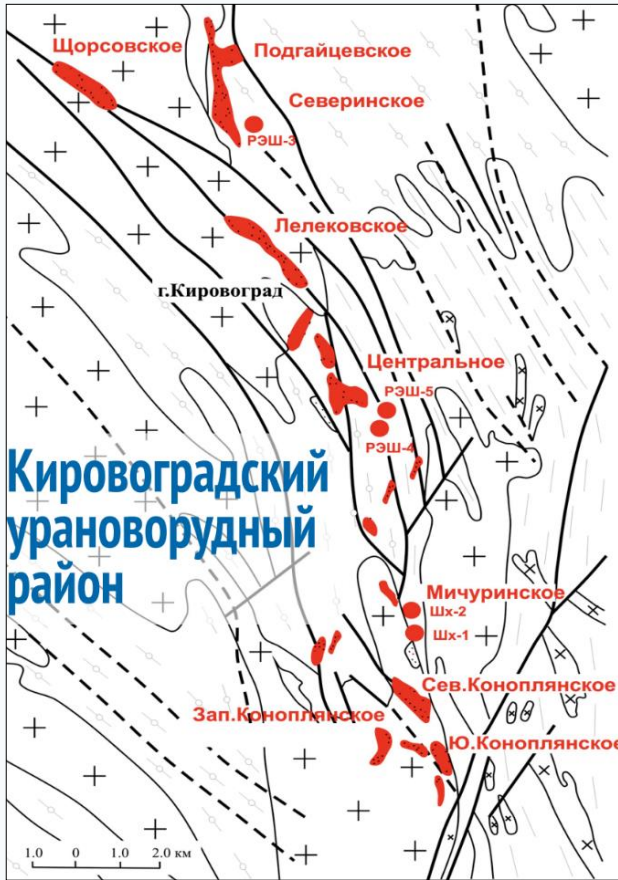 Щорсовское
Подгайцевское
Северинское
РЭШ-3
Лелековское
г.Кировоград
Центральное
РЭШ-5
РЭШ-4
Кировоградский
урановорудный
район
Мичуринское
Шх-2
Шх-1
Сев.Коноплянское
Зап.Коноплянское
Ю.Коноплянское
1.0 0 1.0 2.0 км